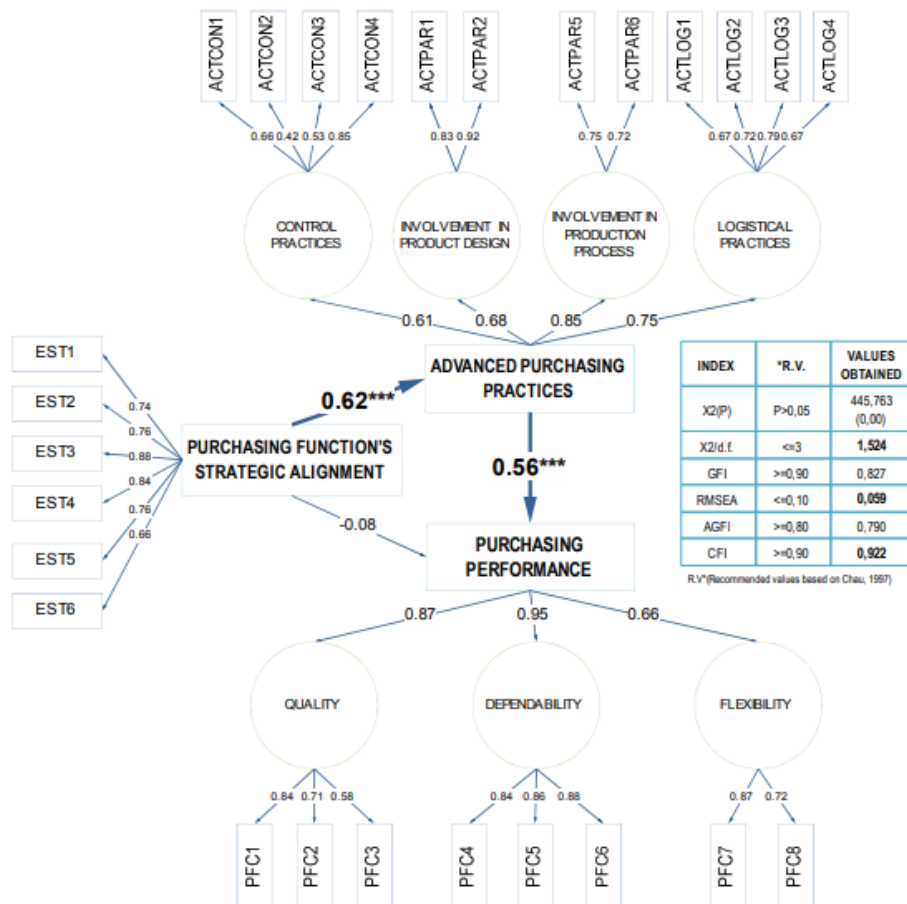 ACTCON1
ACTCON2
ACTCON3
ACTCON4
ACTPAR1
ACTPAR2
ACTPAR5
ACTPAR6
ACTLOG1
ACTLOG2
ACTLOG3
ACTLOG4
0.66 0.42 0.53 0.85
0.83 0.92
0.75 0.72
0.67 0.72 0.79 0.67
CONTROL
PRACTICES
INVOLVEMENT IN
PRODUCT DESIGN
INVOLVEMENT IN
PRODUCTION
PROCESS
LOGISTICAL
PRACTICES
0.61
0.68
0.85
0.75
EST1
EST2
EST3
EST4
EST5
EST6
0.74
0.76
0.88
0.84
0.76
0.66
PURCHASING FUNCTION'S
STRATEGIC ALIGNMENT
0.62***
ADVANCED PURCHASING
PRACTICES
0.56***
-0.08
PURCHASING
PERFORMANCE
INDEX *R.V. VALUES
OBTAINED
X2(P) P>0,05 445,763
(0,00)
X2/d.f. <=3 1,524
GFI >=0,90 0,827
RMSEA <=0,10 0,059
AGFI >=0,80 0,790
CFI >=0,90 0,922
R.V*(Recommended values based on Chau, 1997)
0.87
0.95
0.66
QUALITY
DEPENDABILITY
FLEXIBILITY
0.84 0.71 0.58
0.84 0.86 0.88
0.87 0.72
PFC1
PFC2
PFC3
PFC4
PFC5
PFC6
PFC7
PFC8